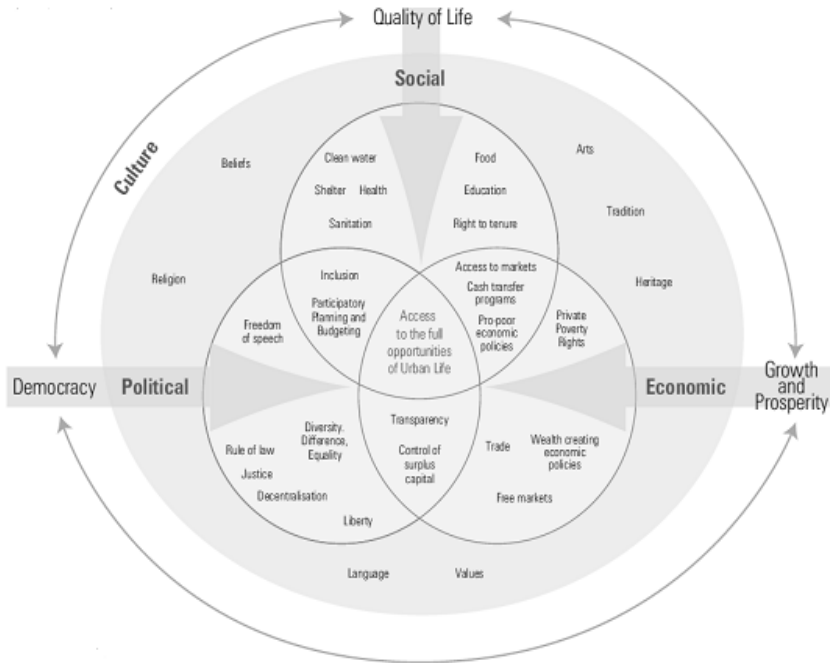 Quality of Life
Social
Culture
Beliefs
Arts
Clean water
Food
Shelter
Health
Education
Tradition
Sanitation
Right to tenure
Religion
Heritage
Inclusion
Access to markets
Cash transfer
programs
Participatory
Planning and
Budgeting
Freedom
of speech
Access
to the full
opportunities
of Urban Life
Pro-poor
economic
policies
Private
Poverty
Rights
Democracy
Political
Economic
Growth
and
Prosperity
Transparency
Diversity,
Difference,
Equality
Rule of law
Justice
Decentralisation
Liberty
Control of
surplus
capital
Trade
Wealth creating
economic
policies
Free markets
Language
Values